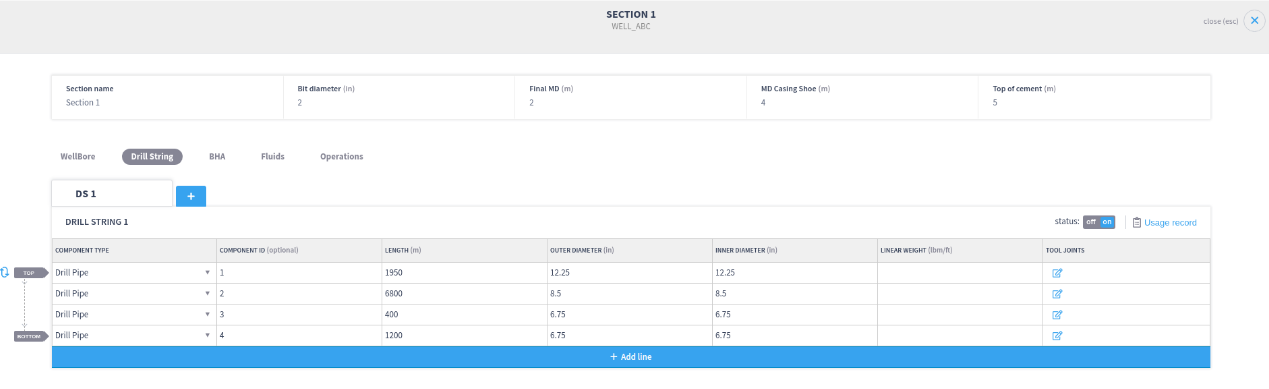 SECTION 1
WELL_ABC
close (esc)
Section name Bit diameter (in) Final MD (m) MD Casing Shoe (m) Top of cement (m)
Section 1 2 2 4 5
WellBore Drill String BHA Fluids Operations
DS 1 +
DRILL STRING 1 status: off on Usage record
COMPONENT TYPE COMPONENT ID (optional) LENGTH (m) OUTER DIAMETER (in) INNER DIAMETER (in) LINEAR WEIGHT (lbm/ft) TOOL JOINTS
TOP Drill Pipe 1 1950 12.25 12.25
Drill Pipe 2 6800 8.5 8.5
Drill Pipe 3 400 6.75 6.75
BOTTOM Drill Pipe 4 1200 6.75 6.75
+ Add line